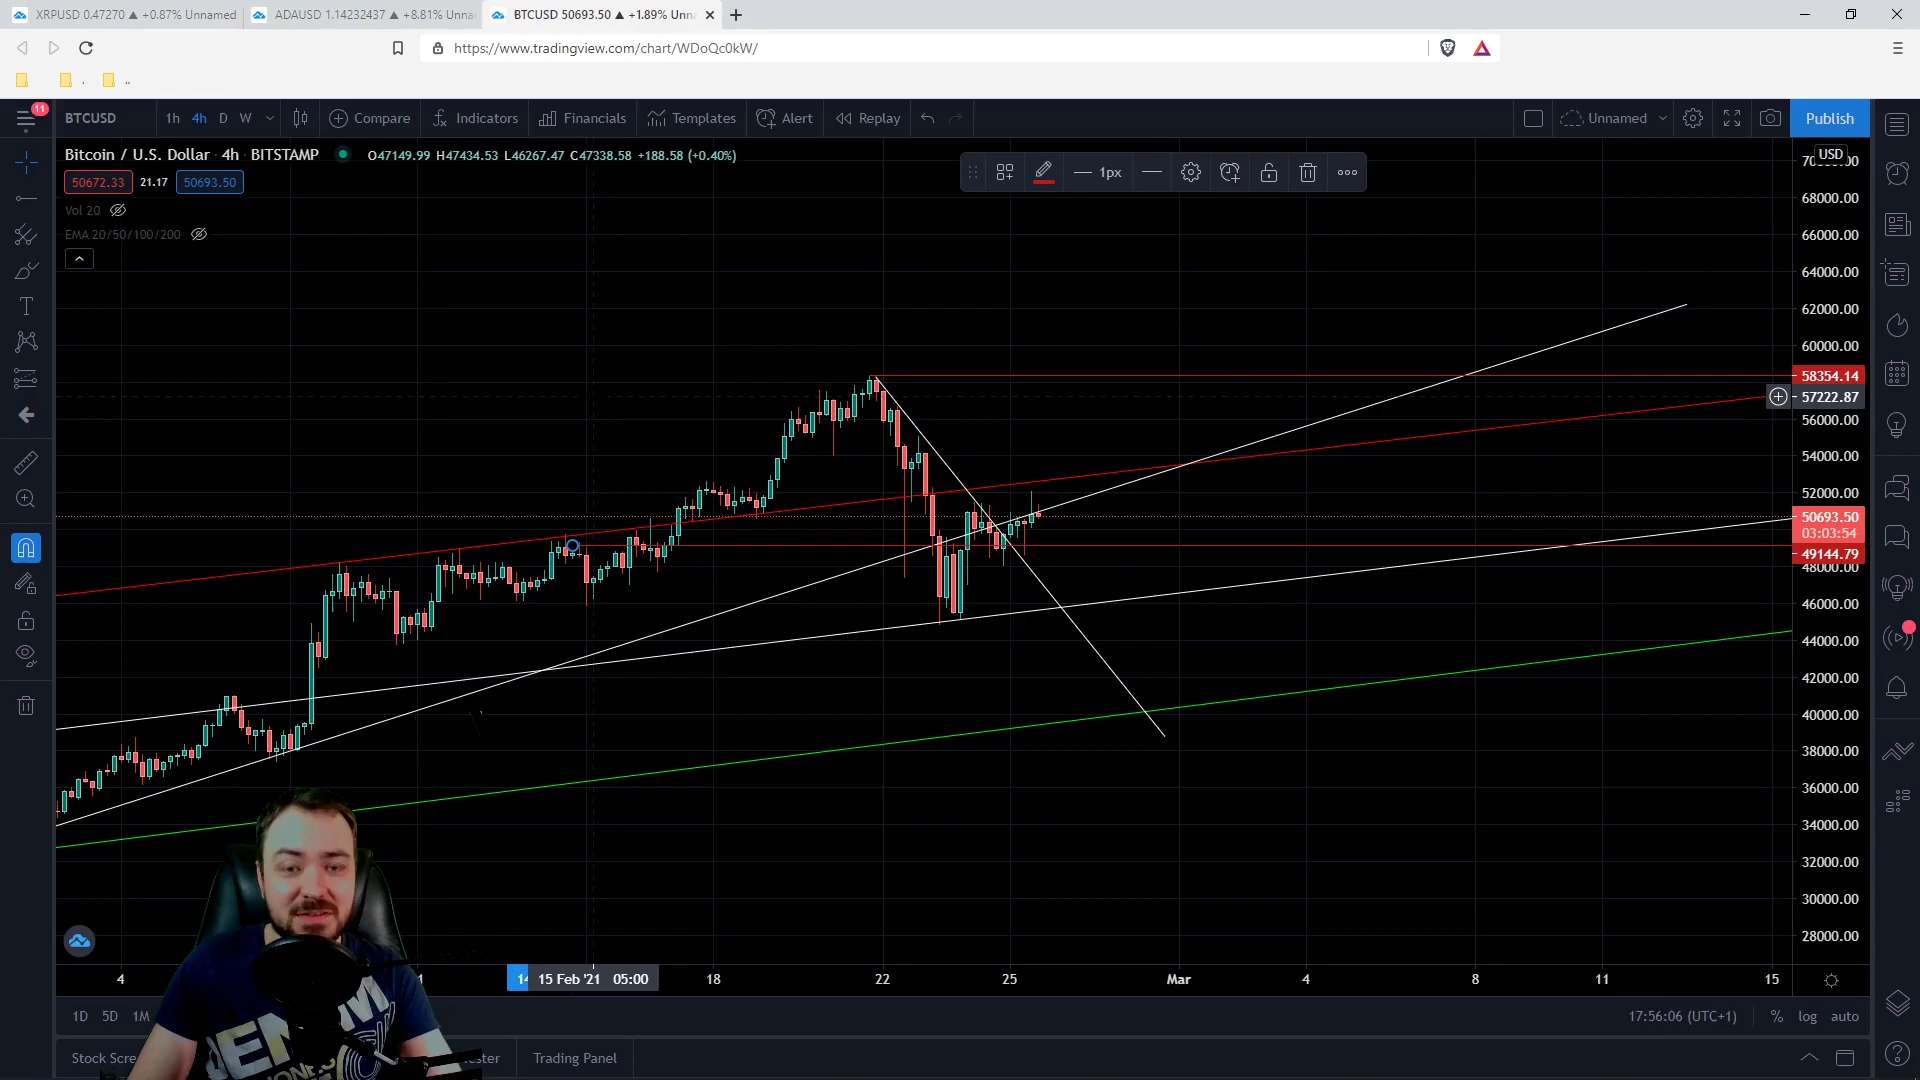 XRPUSD 0.47270 ▲ +0.87% Unnamed
ADAUSD 1.14232437 ▲ +8.81% Unna
BTCUSD 50693.50 ▲ +1.89% Unn
https://www.tradingview.com/chart/WDoQc0kW/
.
..
11
BTCUSD
1h 4h D W
Compare
Indicators
Financials
Templates
Alert
Replay
Unnamed
Publish
Bitcoin / U.S. Dollar · 4h · BITSTAMP
O47149.99 H47434.53 L46267.47 C47338.58 +188.58 (+0.40%)
50672.33 21.17 50693.50
Vol 20
EMA 20/50/100/200
1px
USD
68000.00
66000.00
64000.00
62000.00
60000.00
58354.14
57222.87
56000.00
54000.00
52000.00
50693.50
03:03:54
49144.79
48000.00
46000.00
44000.00
42000.00
40000.00
38000.00
36000.00
34000.00
32000.00
30000.00
28000.00
4
15 Feb '21 05:00
18
22
25
Mar
4
8
11
15
1D 5D 1M
17:56:06 (UTC+1)
% log auto
Stock Scre
ster
Trading Panel